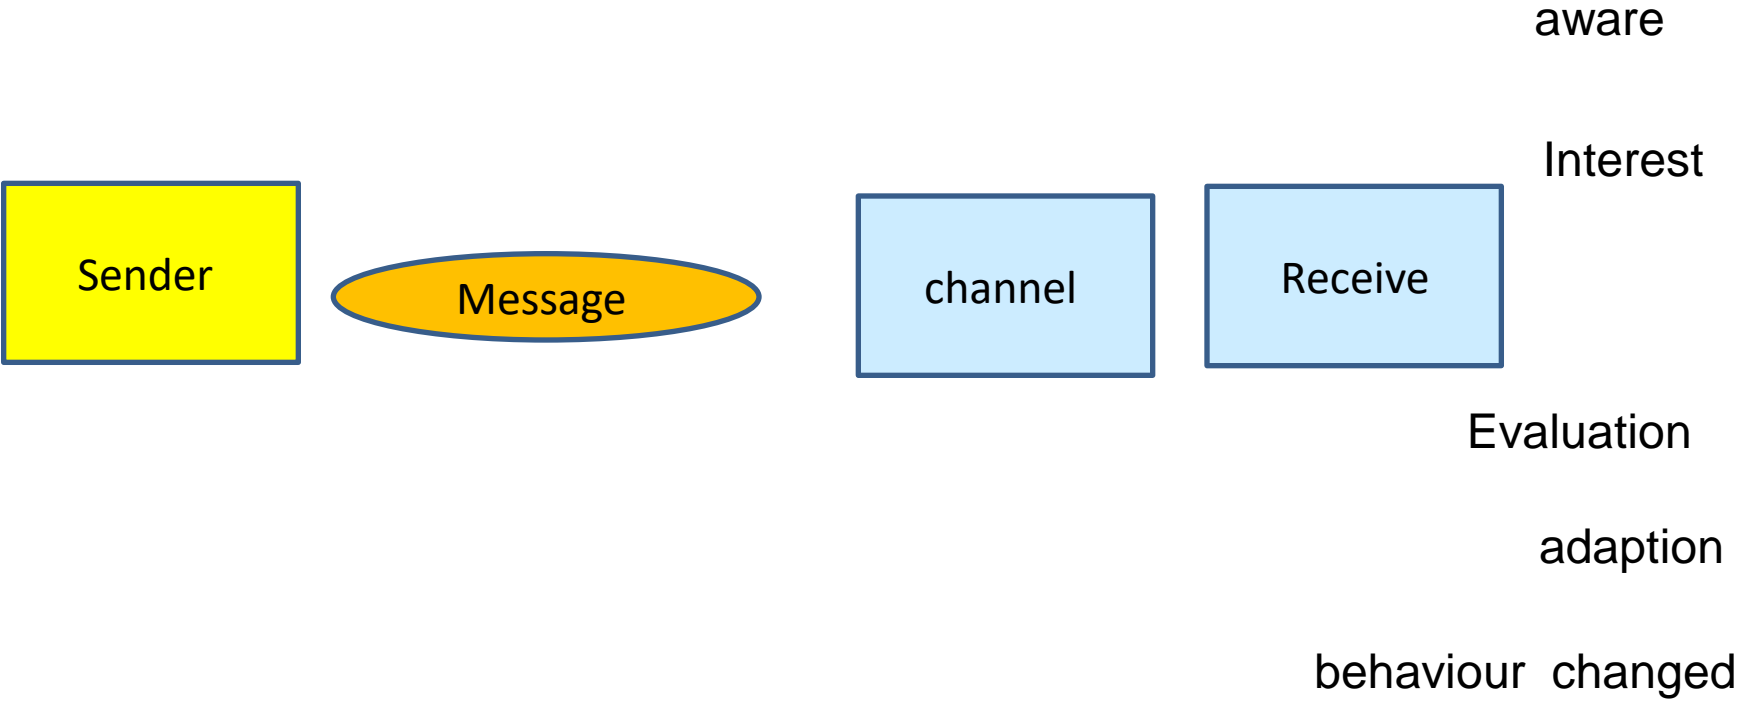 aware
Interest
Sender
Message
channel
Receive
Evaluation
adaption
behaviour changed